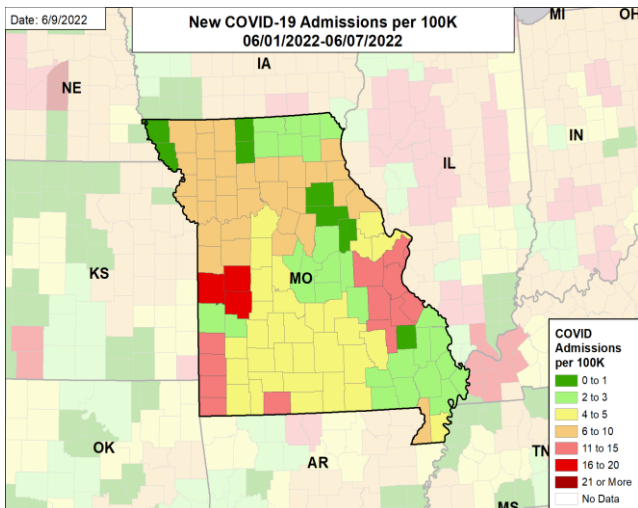 Date: 6/9/2022
New COVID-19 Admissions per 100K
06/01/2022-06/07/2022
MI
OH
IA
NE
IN
IL
KS
MO
COVID
Admissions
per 100K
0 to 1
2 to 3
4 to 5
6 to 10
11 to 15
16 to 20
21 or More
No Data
OK
AR
TN
MS